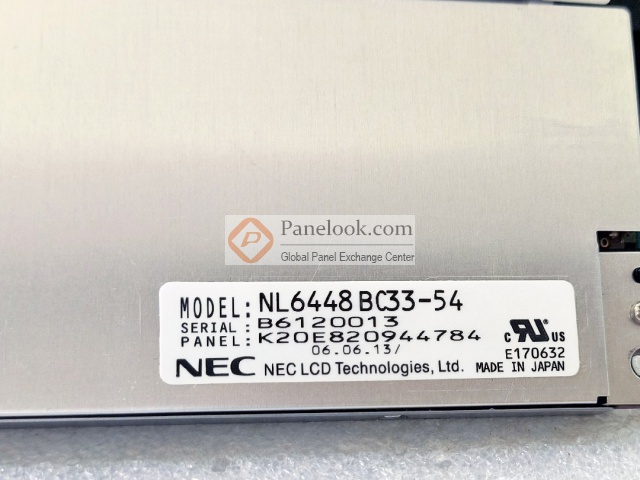 Panelook.com
Global Panel Exchange Center
MODEL: NL6448BC33-54
SERIAL: B6120013
PANEL: K20E820944784
06.06.13/
NEC NEC LCD Technologies, Ltd.
c RU US
E170632
MADE IN JAPAN